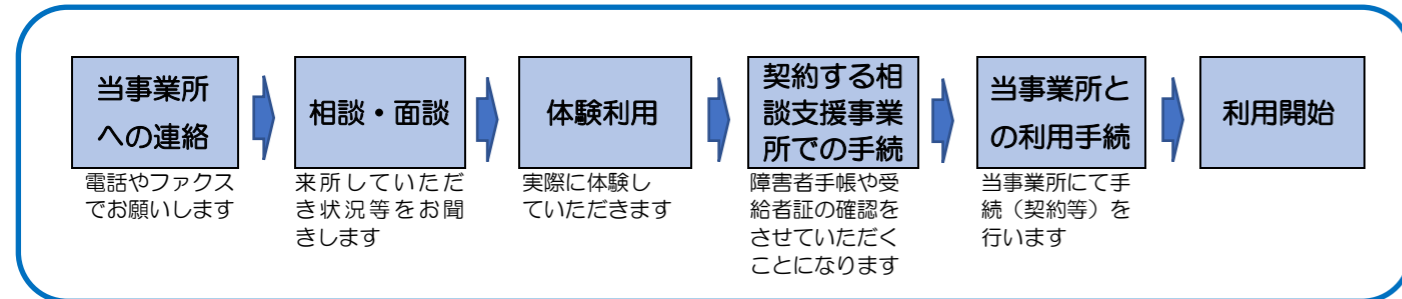 当事業所
への連絡
電話やファクス
でお願いします
相談・面談
来所していただ
き状況等をお聞
きします
体験利用
実際に体験し
ていただきます
契約する相
談支援事業
所での手続
障害者手帳や受
給者証の確認を
させていただく
ことになります
当事業所と
の利用手続
当事業所にて手
続（契約等）を
行います
利用開始